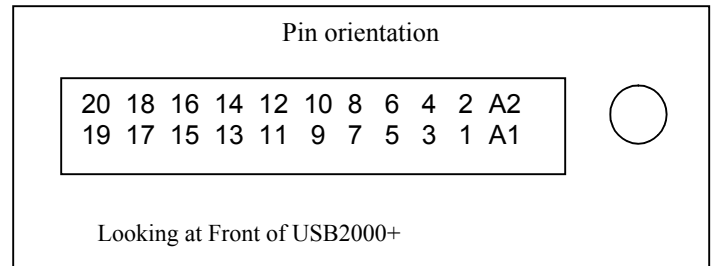 Pin orientation
20 18 16 14 12 10 8 6 4 2 A2
19 17 15 13 11 9 7 5 3 1 A1
Looking at Front of USB2000+